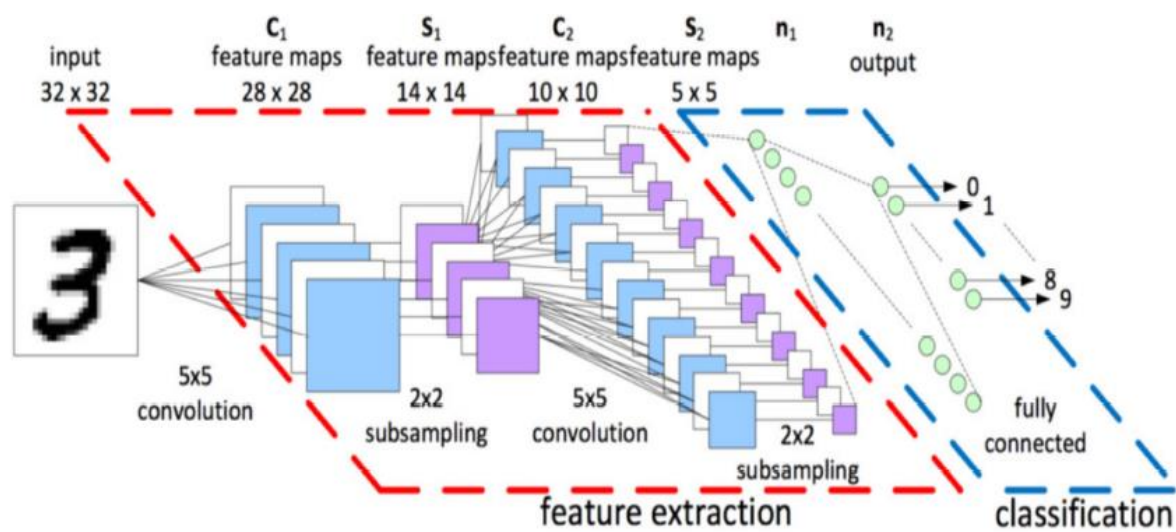 input
32 x 32
C1
feature maps
28 x 28
S1
feature maps
14 x 14
C2
feature maps
10 x 10
S2
feature maps
5 x 5
n1
n2
output
3
0
1
8
9
5x5
convolution
2x2
subsampling
5x5
convolution
2x2
subsampling
fully
connected
feature extraction
classification